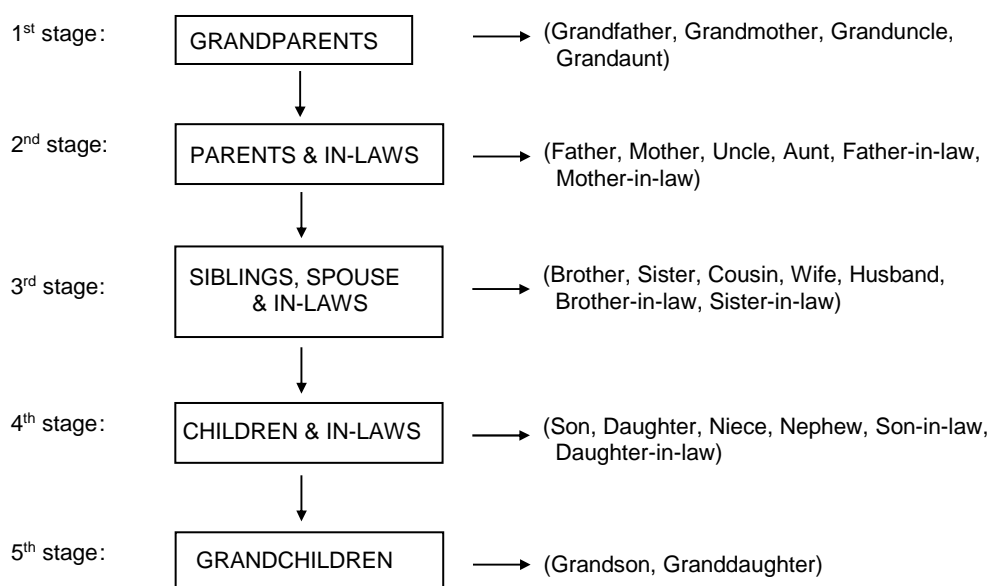 1st stage: GRANDPARENTS (Grandfather, Grandmother, Granduncle,
Grandaunt)
2nd stage: PARENTS & IN-LAWS (Father, Mother, Uncle, Aunt, Father-in-law,
Mother-in-law)
3rd stage: SIBLINGS, SPOUSE
& IN-LAWS
(Brother, Sister, Cousin, Wife, Husband,
Brother-in-law, Sister-in-law)
4th stage: CHILDREN & IN-LAWS (Son, Daughter, Niece, Nephew, Son-in-law,
Daughter-in-law)
5th stage: GRANDCHILDREN (Grandson, Granddaughter)